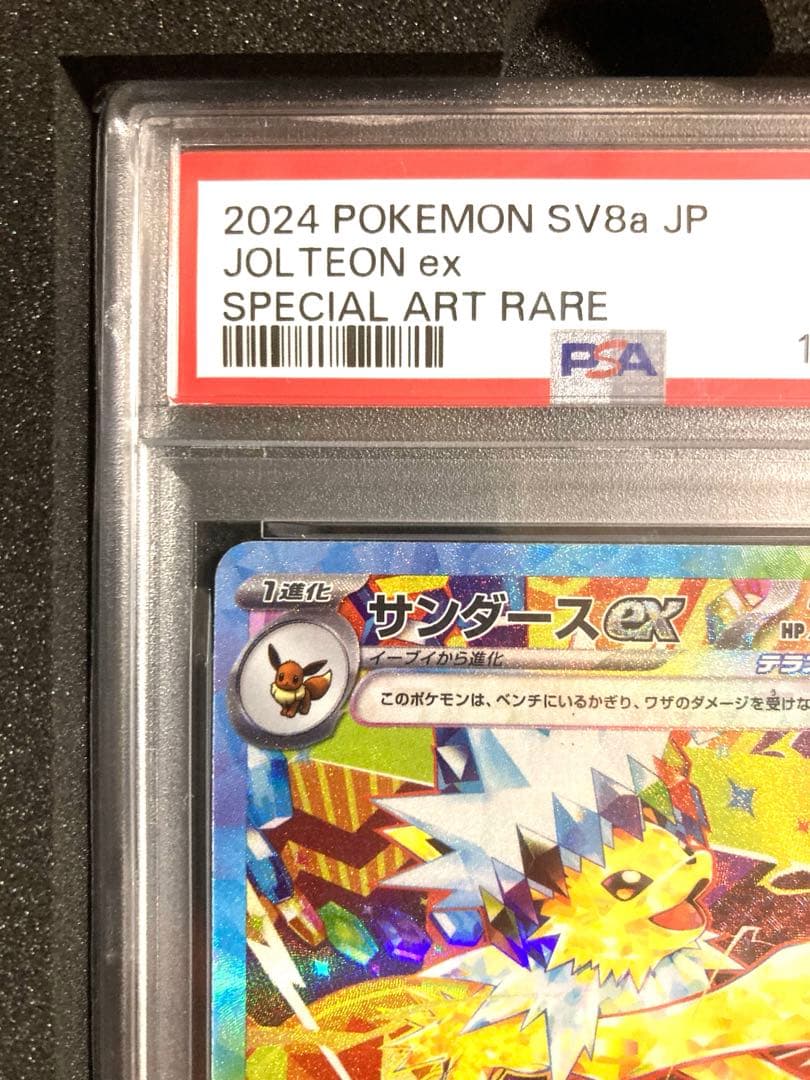 2024 POKEMON SV8a JP
JOLTEON ex
SPECIAL ART RARE
PSA
1進化
サンダースex
HP
イーブイから進化
テラ
このポケモンは、ベンチにいるかぎり、ワザのダメージを受けな